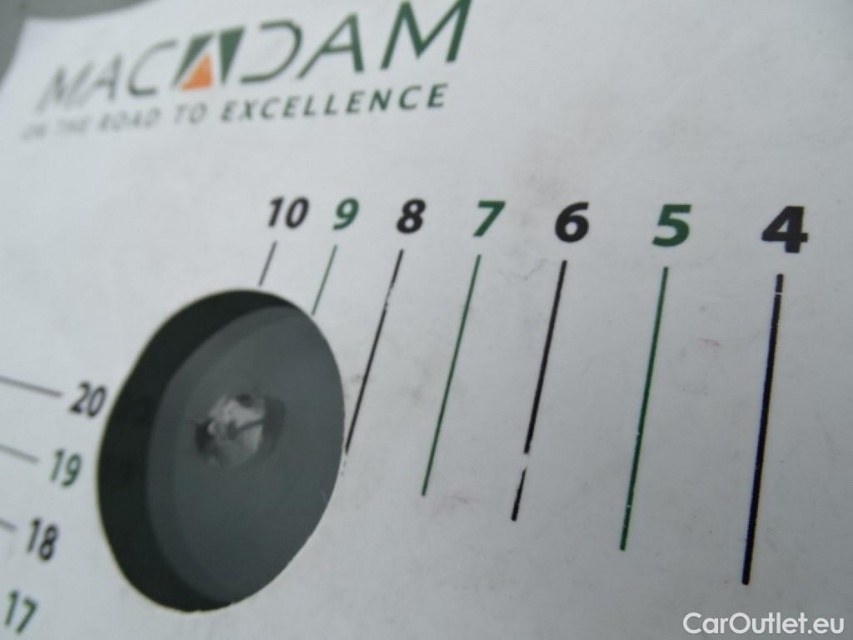 MACADAM
ON THE ROAD TO EXCELLENCE
10 9 8 7 6 5 4
20
19
18
17
CarOutlet.eu